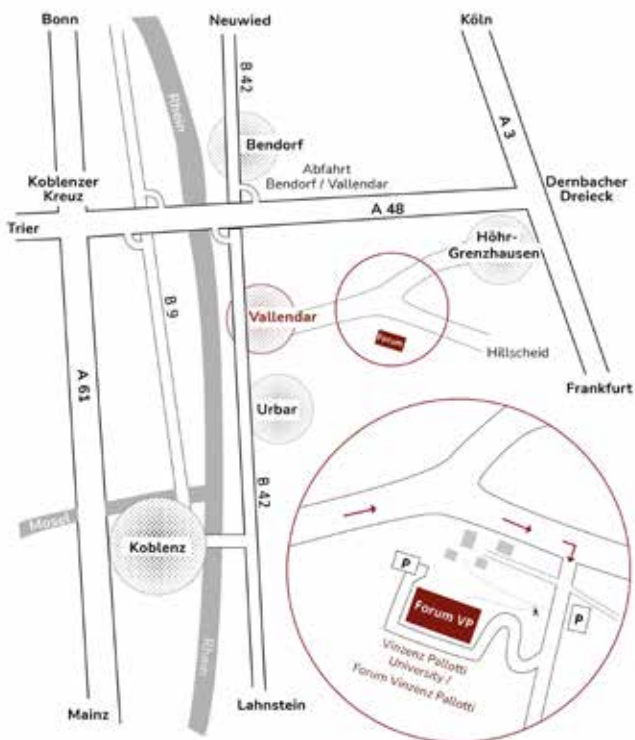 Bonn
Neuwied
Köln
B 42
Rhein
A 3
Bendorf
Abfahrt
Bendorf / Vallendar
Koblenzer
Kreuz
Dernbacher
Dreieck
Trier
A 48
Höhr-
Grenzhausen
B 9
Vallendar
Forum
Hillscheid
A 61
Urbar
Frankfurt
B 42
Mosel
Koblenz
P
Forum VP
P
Vinzenz Pallotti
University /
Forum Vinzenz Pallotti
Rhein
Mainz
Lahnstein